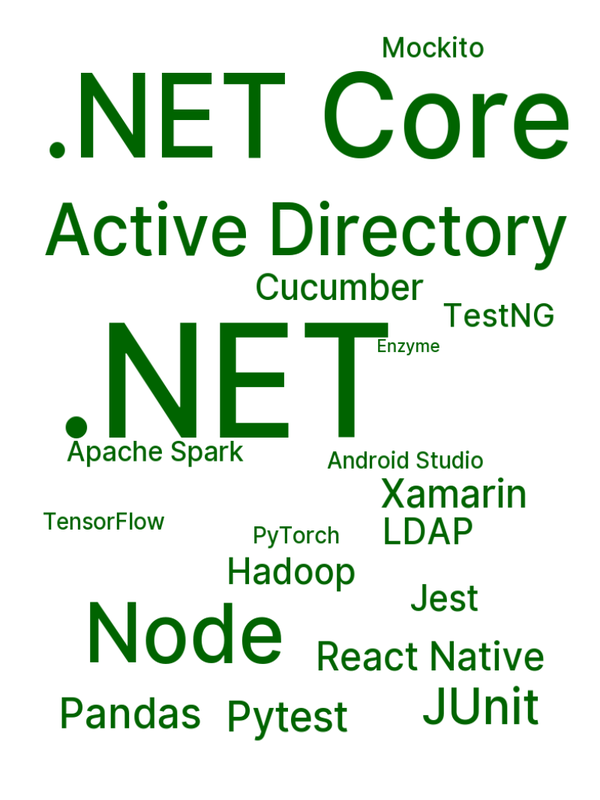 Mockito
.NET Core
Active Directory
Cucumber
TestNG
.NET
Enzyme
Apache Spark
Android Studio
Xamarin
TensorFlow
PyTorch
LDAP
Hadoop
Jest
Node
React Native
Pandas
Pytest
JUnit